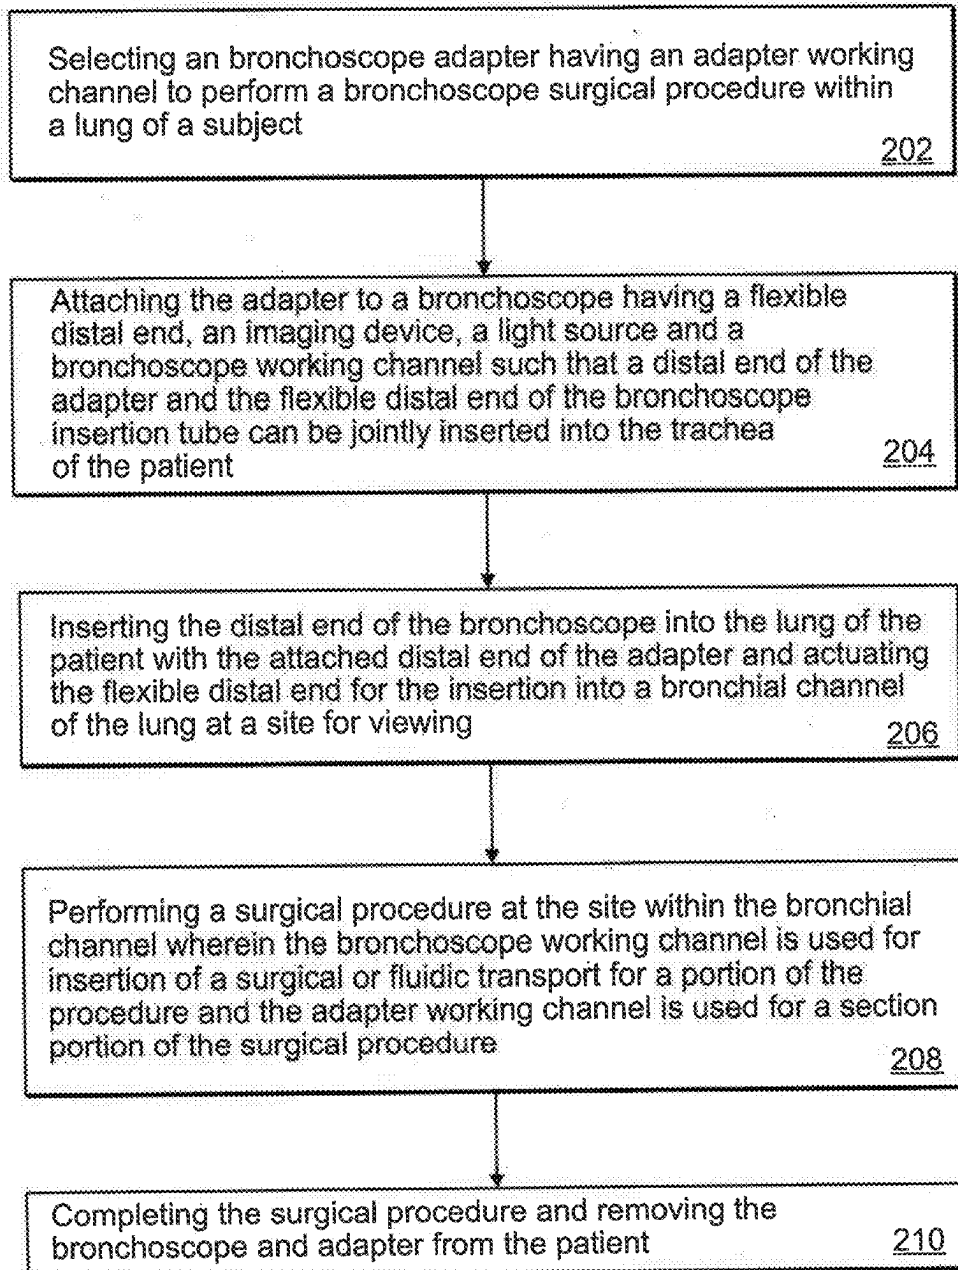 Selecting an bronchoscope adapter having an adapter working
channel to perform a bronchoscope surgical procedure within
a lung of a subject
202
Attaching the adapter to a bronchoscope having a flexible
distal end, an imaging device, a light source and a
bronchoscope working channel such that a distal end of the
adapter and the flexible distal end of the bronchoscope
insertion tube can be jointly inserted into the trachea
of the patient
204
Inserting the distal end of the bronchoscope into the lung of the
patient with the attached distal end of the adapter and actuating
the flexible distal end for the insertion into a bronchial channel
of the lung at a site for viewing
206
Performing a surgical procedure at the site within the bronchial
channel wherein the bronchoscope working channel is used for
insertion of a surgical or fluidic transport for a portion of the
procedure and the adapter working channel is used for a section
portion of the surgical procedure
208
Completing the surgical procedure and removing the
bronchoscope and adapter from the patient
210